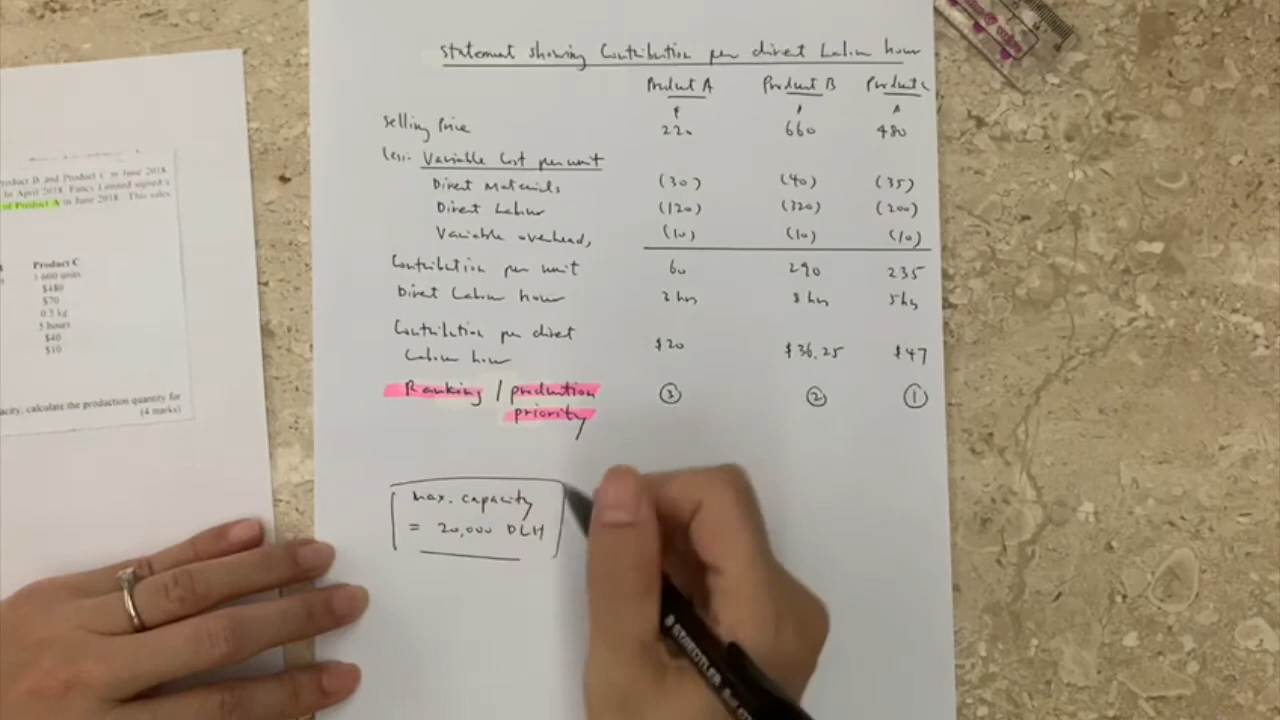 Product B and Product C in June 2018.
In April 2018, Fancy Limited signed a
of Product A in June 2018. This sales
Product C
units
$480
$70
0.5 kg
5 hours
$40
$10
calculate the production quantity for
(4 marks)
Statement showing Contribution per direct Labour hour
Product A Product B Product C
$ $ $
Selling Price 220 660 480
less: Variable Cost per unit
Direct Materials (30) (40) (35)
Direct Labour (120) (320) (200)
Variable overheads (10) (10) (10)
Contribution per unit 60 290 235
Direct Labour hour 3 hrs 8 hrs 5 hrs
Contribution per direct
Labour hour $20 $36.25 $47
Ranking / production ③ ② ①
priority
Max. capacity
= 20,000 DLH
STAEDTLER